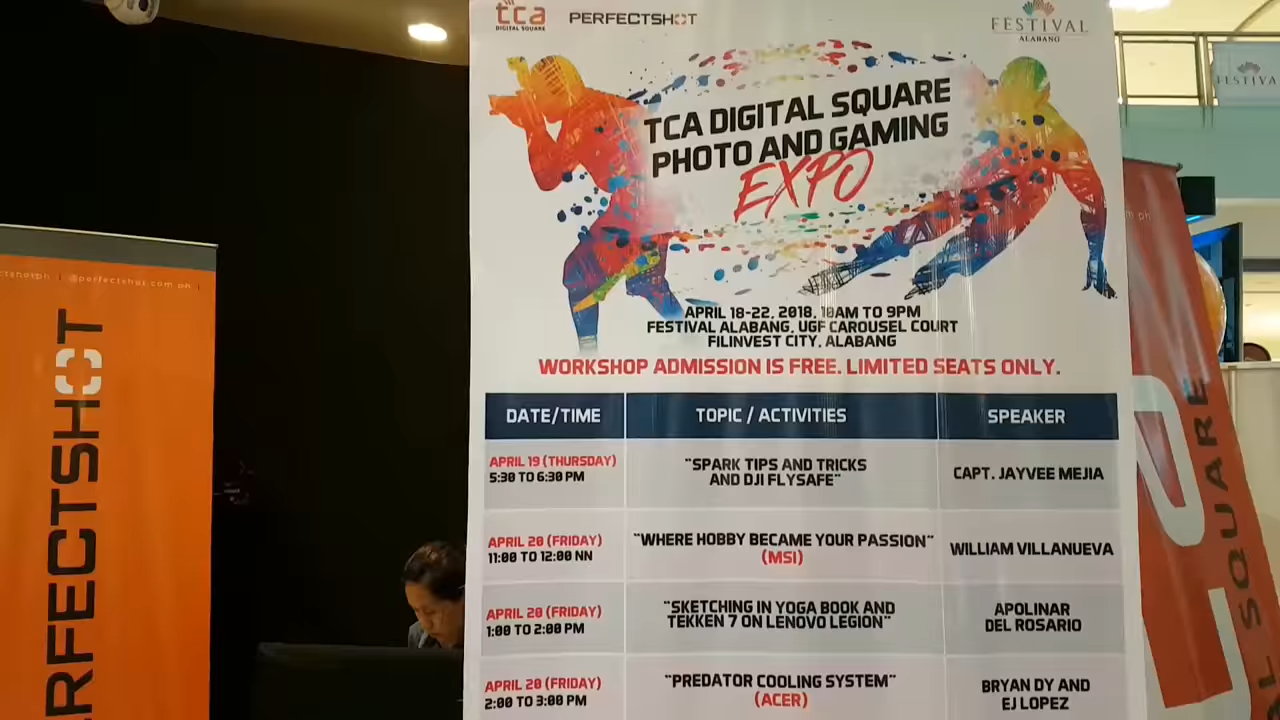 tca
DIGITAL SQUARE
PERFECTSHOT
FESTIVAL
ALABANG
TCA DIGITAL SQUARE
PHOTO AND GAMING
EXPO
APRIL 18-22, 2018, 10AM TO 9PM
FESTIVAL ALABANG, UGF CAROUSEL COURT
FILINVEST CITY, ALABANG
WORKSHOP ADMISSION IS FREE. LIMITED SEATS ONLY.
DATE/TIME TOPIC / ACTIVITIES SPEAKER
APRIL 19 (THURSDAY)
5:30 TO 6:30 PM
"SPARK TIPS AND TRICKS
AND DJI FLYSAFE"
CAPT. JAYVEE MEJIA
APRIL 20 (FRIDAY)
11:00 TO 12:00 NN
"WHERE HOBBY BECAME YOUR PASSION"
(MSI)
WILLIAM VILLANUEVA
APRIL 20 (FRIDAY)
1:00 TO 2:00 PM
"SKETCHING IN YOGA BOOK AND
TEKKEN 7 ON LENOVO LEGION"
APOLINAR
DEL ROSARIO
APRIL 20 (FRIDAY)
2:00 TO 3:00 PM
"PREDATOR COOLING SYSTEM"
(ACER)
BRYAN DY AND
EJ LOPEZ
ERFECTSHOT
SQUARE
SQUARE